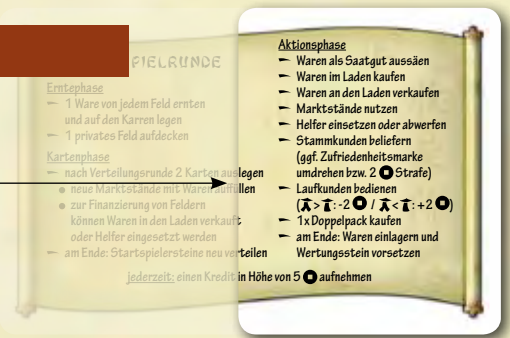 PIELRUNDE
Erntephase
1 Ware von jedem Feld ernten
und auf den Karren legen
1 privates Feld aufdecken
Kartenphase
nach Verteilungsrunde 2 Karten auslegen
neue Marktstände mit Waren auffüllen
zur Finanzierung von Feldern
können Waren in den Laden verkauft
oder Helfer eingesetzt werden
am Ende: Startspielersteine neu verteilen
Aktionsphase
Waren als Saatgut aussäen
Waren im Laden kaufen
Waren an den Laden verkaufen
Marktstände nutzen
Helfer einsetzen oder abwerfen
Stammkunden beliefern
(ggf. Zufriedenheitsmarke
umdrehen bzw. 2 Strafe)
Laufkunden bedienen
( > : -2 / < : +2 )
1x Doppelpack kaufen
am Ende: Waren einlagern und
Wertungsstein vorsetzen
jederzeit: einen Kredit in Höhe von 5 aufnehmen